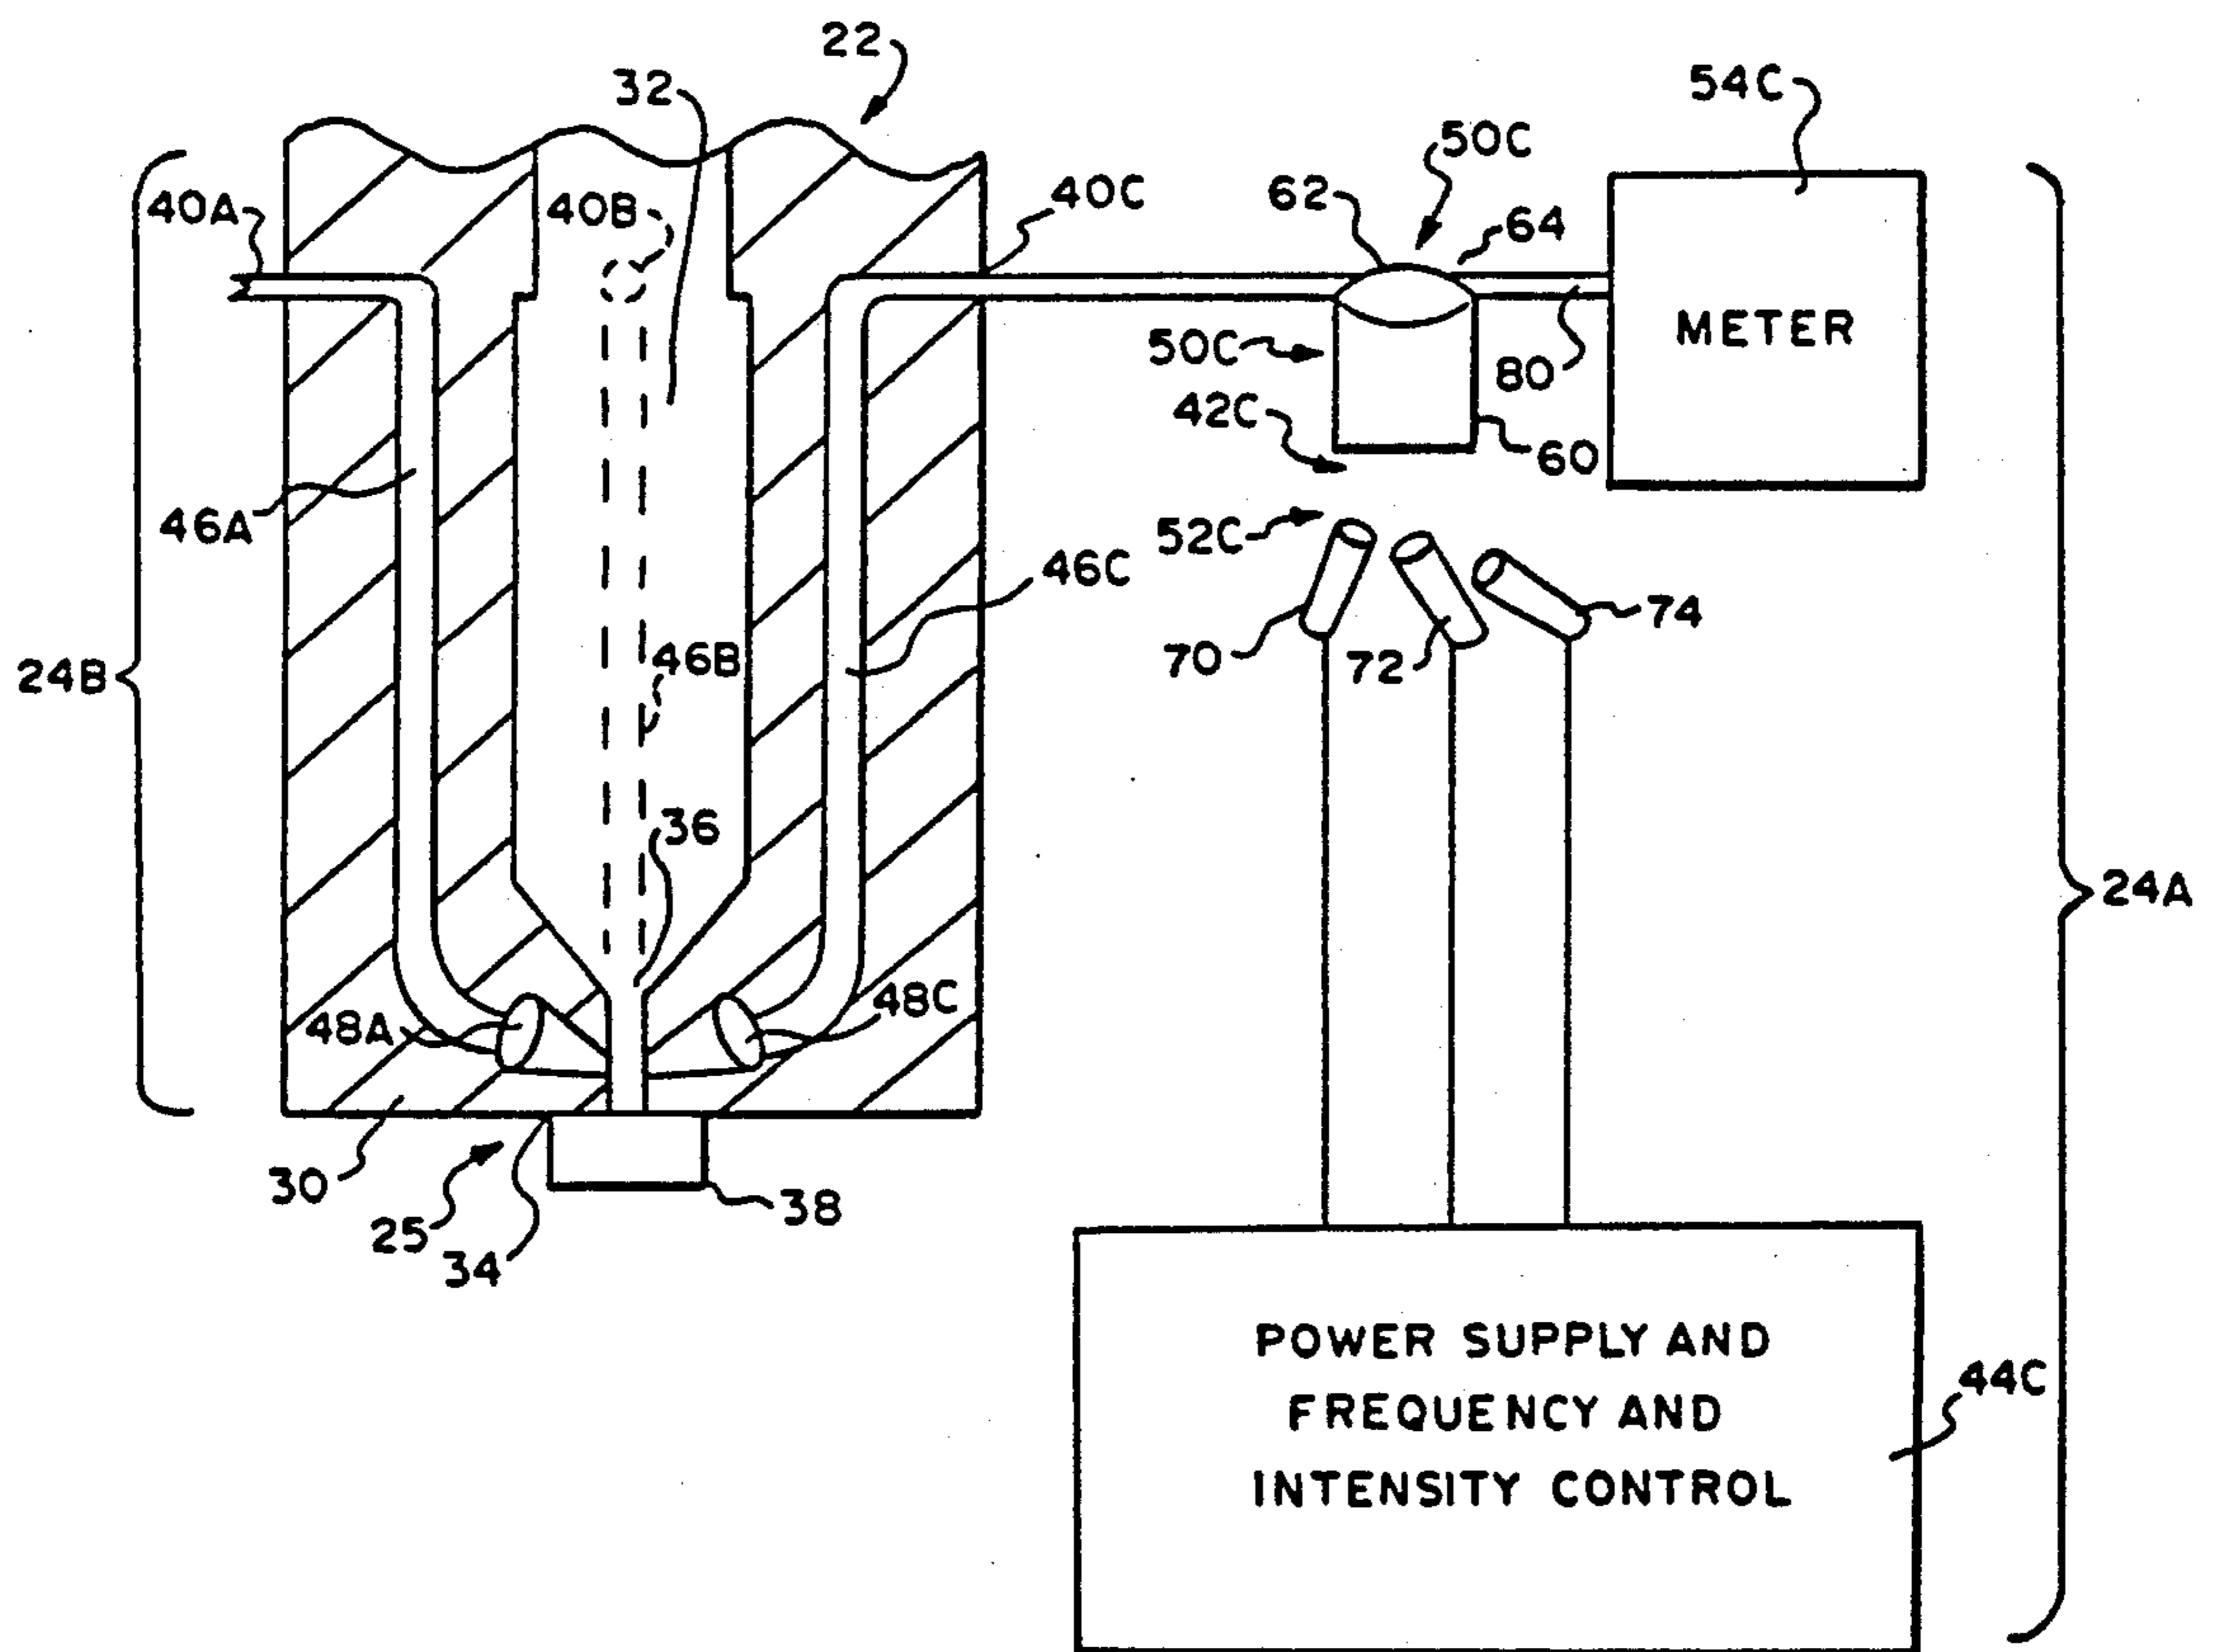 22
32
54C
50C
40A
40B
40C
62
64
METER
50C
80
42C
60
46A
52C
46C
70
72
74
24B
46B
36
24A
48A
48C
30
25
34
38
POWER SUPPLY AND
FREQUENCY AND
INTENSITY CONTROL
44C